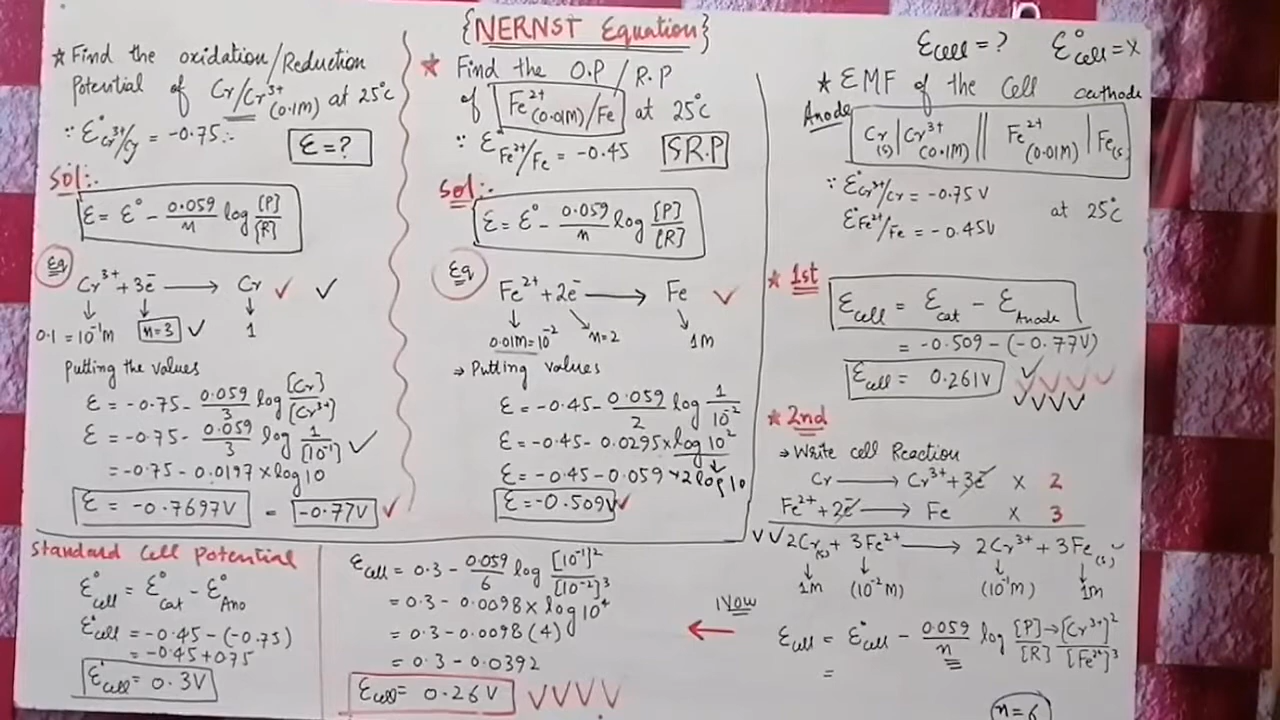 {NERNST Equation}
* Find the oxidation/Reduction
Potential of Cr/Cr³⁺(0.1M) at 25°C
∵ Ɛ°Cr³⁺/Cr = -0.75 ∴
Ɛ = ?
Sol:.
Ɛ = Ɛ° - 0.059/n log [P]/[R]
Eq
Cr³⁺ + 3e̅ → Cr ✓ ✓
0.1 = 10⁻¹M n=3 ✓ 1
Putting the values
Ɛ = -0.75 - 0.059/3 log [Cr]/[Cr³⁺]
Ɛ = -0.75 - 0.059/3 log 1/[10⁻¹] ✓
= -0.75 - 0.0197 × log 10
Ɛ = -0.7697V = -0.77V ✓
* Find the O.P / R.P
of Fe²⁺(0.01M)/Fe at 25°C
∵ Ɛ°Fe²⁺/Fe = -0.45 S.R.P
Sol:.
Ɛ = Ɛ° - 0.059/n log [P]/[R]
Eq
Fe²⁺ + 2e̅ → Fe ✓
0.01M = 10⁻² n=2 1M
→ Putting values
Ɛ = -0.45 - 0.059/2 log 1/10⁻²
Ɛ = -0.45 - 0.0295 × log 10²
Ɛ = -0.45 - 0.059 × 2 log 10
Ɛ = -0.509V ✓
Ɛcell = ? Ɛ°cell = x
* EMF of the Cell
Anode cathode
Cr(s) | Cr³⁺(0.1M) || Fe²⁺(0.01M) | Fe(s)
∵ Ɛ°Cr³⁺/Cr = -0.75 V
Ɛ°Fe²⁺/Fe = -0.45V
at 25°C
* 1st
Ɛcell = Ɛcat - ƐAnode
= -0.509 - (-0.77V)
Ɛcell = 0.261V ✓
✓✓✓✓
✓✓✓✓
* 2nd
→ Write cell Reaction
Cr → Cr³⁺ + 3e̅ × 2
Fe²⁺ + 2e̅ → Fe × 3
✓✓ 2Cr(s) + 3Fe²⁺ → 2Cr³⁺ + 3Fe(s)
1M (10⁻²M) (10⁻¹M) 1M
Now
Ɛcell = Ɛ°cell - 0.059/n log [P]/[R] → [Cr³⁺]²/[Fe²⁺]³
=
n=6
Standard Cell Potential
Ɛ°cell = Ɛ°Cat - Ɛ°Ano
Ɛ°cell = -0.45 - (-0.75)
= -0.45 + 0.75
Ɛ°cell = 0.3V
Ɛcell = 0.3 - 0.059/6 log [10⁻¹]²/[10⁻²]³
= 0.3 - 0.0098 × log 10⁴
= 0.3 - 0.0098 (4)
= 0.3 - 0.0392
Ɛcell = 0.26 V ✓✓✓✓